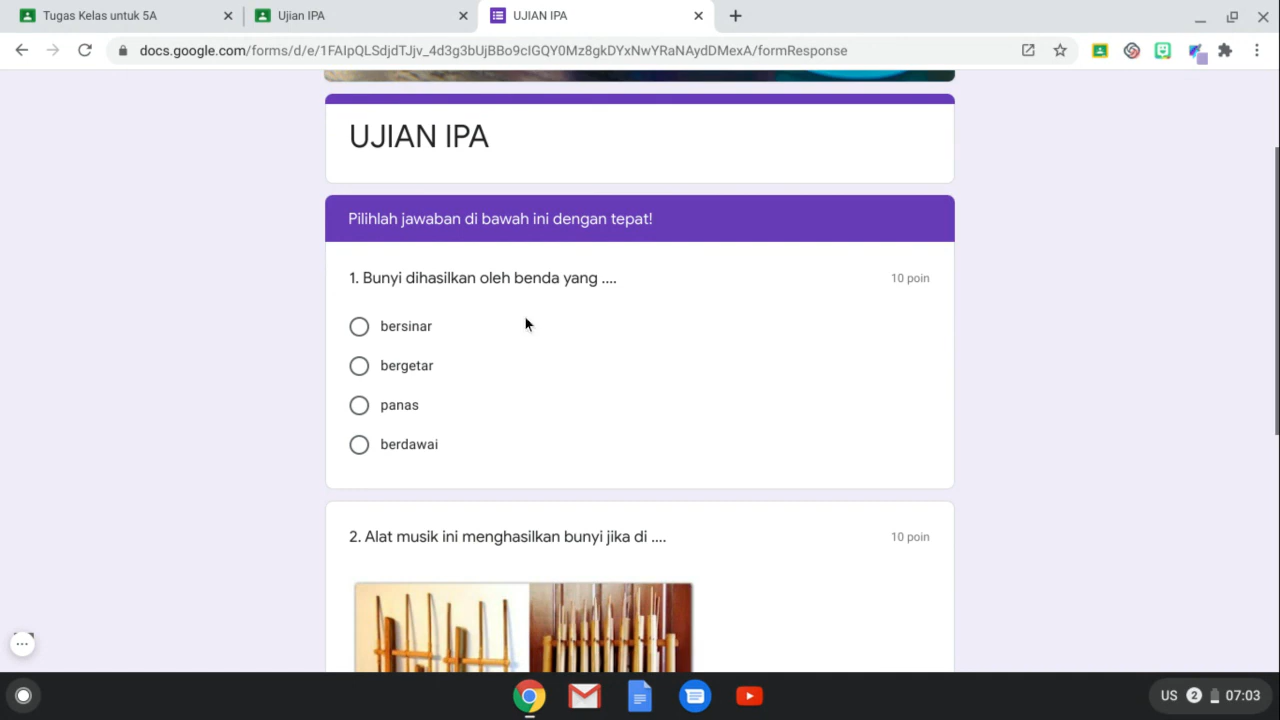 Tugas Kelas untuk 5A
Ujian IPA
UJIAN IPA
docs.google.com/forms/d/e/1FAIpQLSdjdTJjv_4d3g3bUjBBo9cIGQY0Mz8gkDYxNwYRaNAydDMexA/formResponse
UJIAN IPA
Pilihlah jawaban di bawah ini dengan tepat!
1. Bunyi dihasilkan oleh benda yang ....
10 poin
bersinar
bergetar
panas
berdawai
2. Alat musik ini menghasilkan bunyi jika di ....
10 poin
US
2
07:03